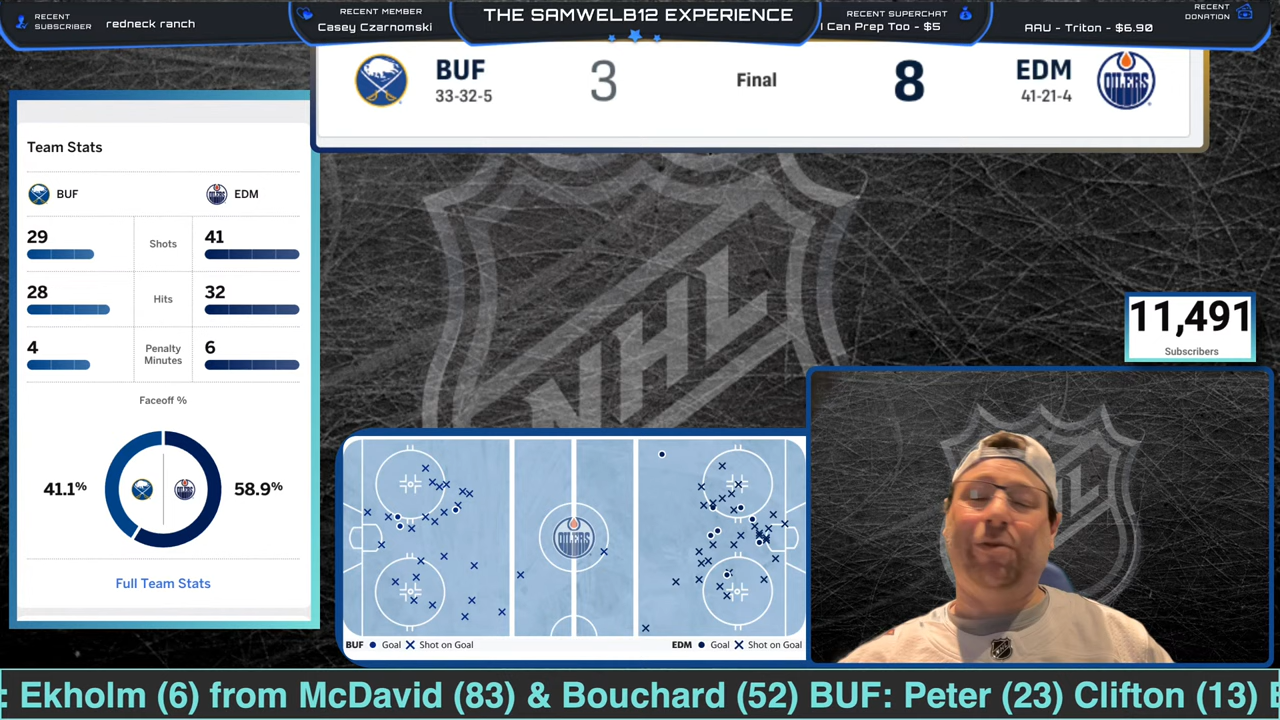 RECENT
SUBSCRIBER
redneck ranch
RECENT MEMBER
Casey Czarnomski
THE SAMWELB12 EXPERIENCE
RECENT SUPERCHAT
I Can Prep Too - $5
RECENT
DONATION
AAU - Triton - $6.90
BUF
33-32-5
3
Final
8
EDM
41-21-4
OILERS
Team Stats
BUF
EDM
29
Shots
41
28
Hits
32
4
Penalty
Minutes
6
Faceoff %
41.1%
58.9%
Full Team Stats
NHL
11,491
Subscribers
OILERS
BUF Goal Shot on Goal
EDM Goal Shot on Goal
: Ekholm (6) from McDavid (83) & Bouchard (52) BUF: Peter (23) Clifton (13) E